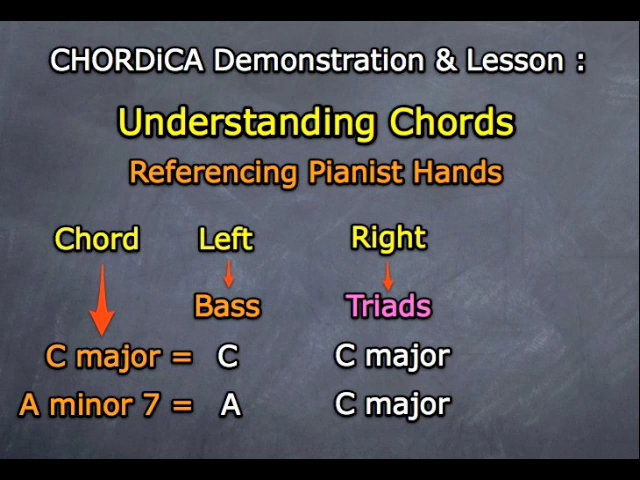 CHORDiCA Demonstration & Lesson :
Understanding Chords
Referencing Pianist Hands
Chord Left Right
Bass Triads
C major = C C major
A minor 7 = A C major